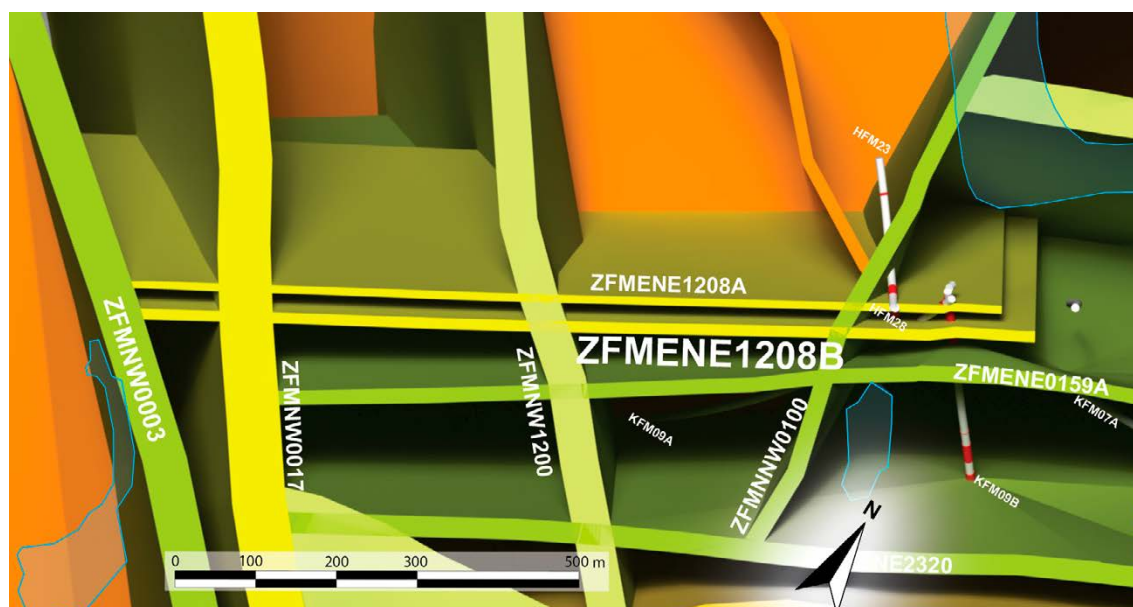 HFM23
ZFMENE1208A
HFM28
ZFMENE1208B
ZFMNW0003
ZFMNW0017
ZFMNW1200
ZFMNNW0100
ZFMENE0159A
KFM07A
KFM09A
KFM09B
N
0 100 200 300 500 m
NE2320